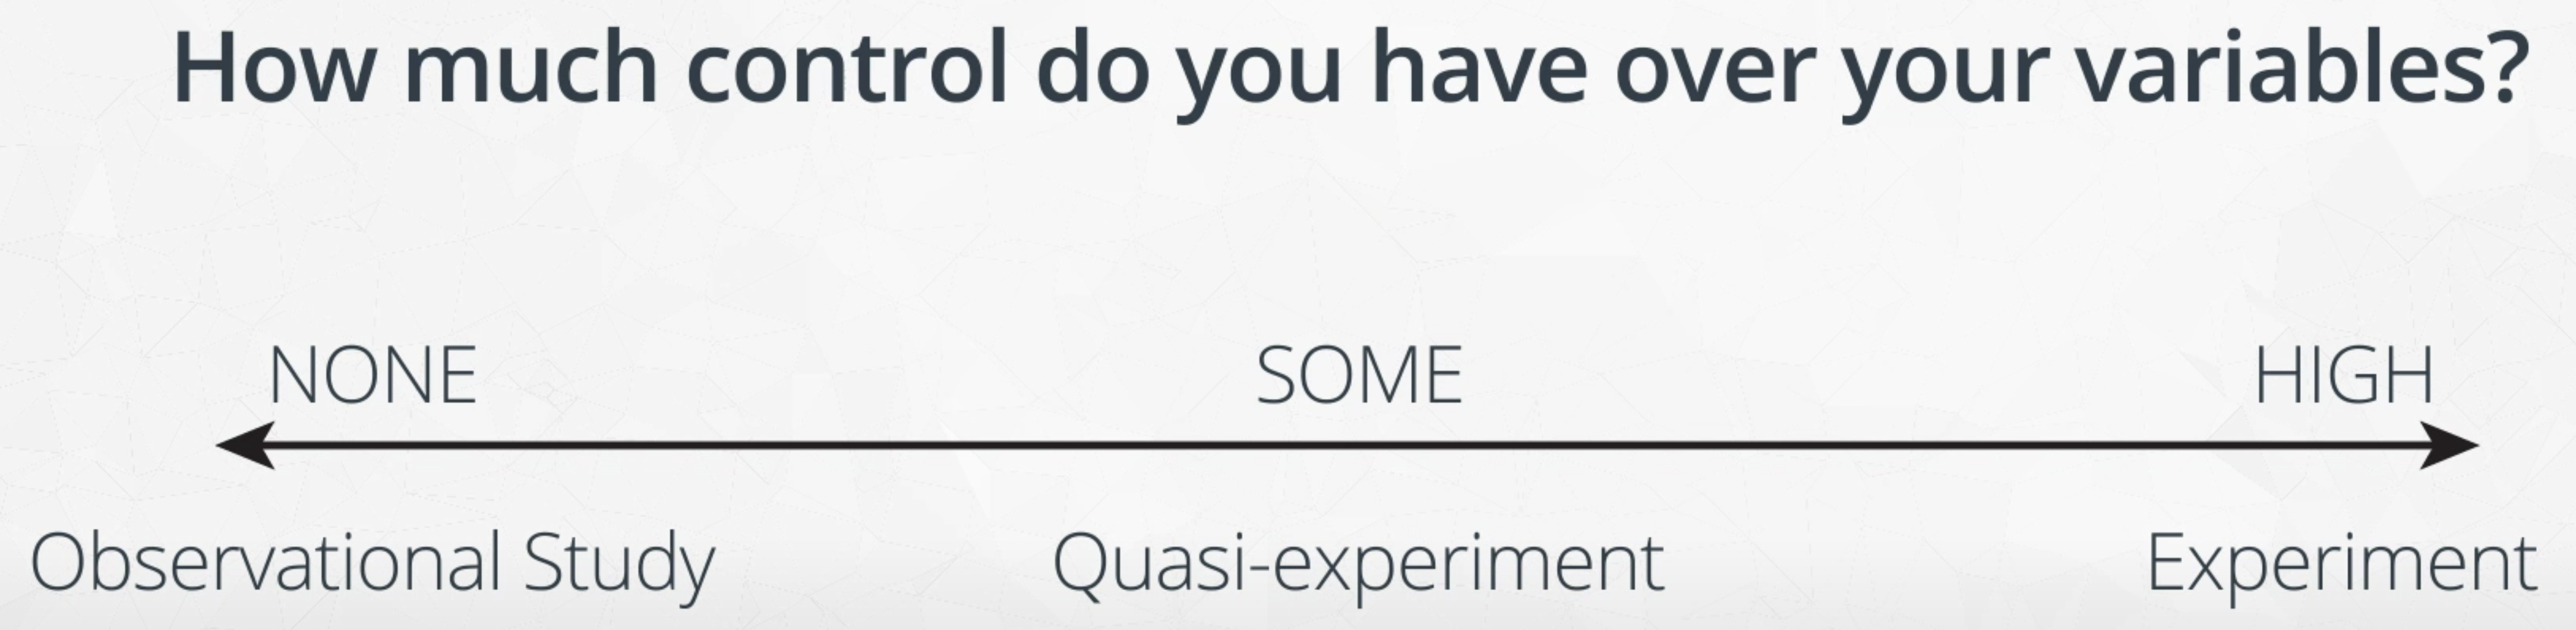 How much control do you have over your variables?
NONE SOME HIGH
Observational Study Quasi-experiment Experiment